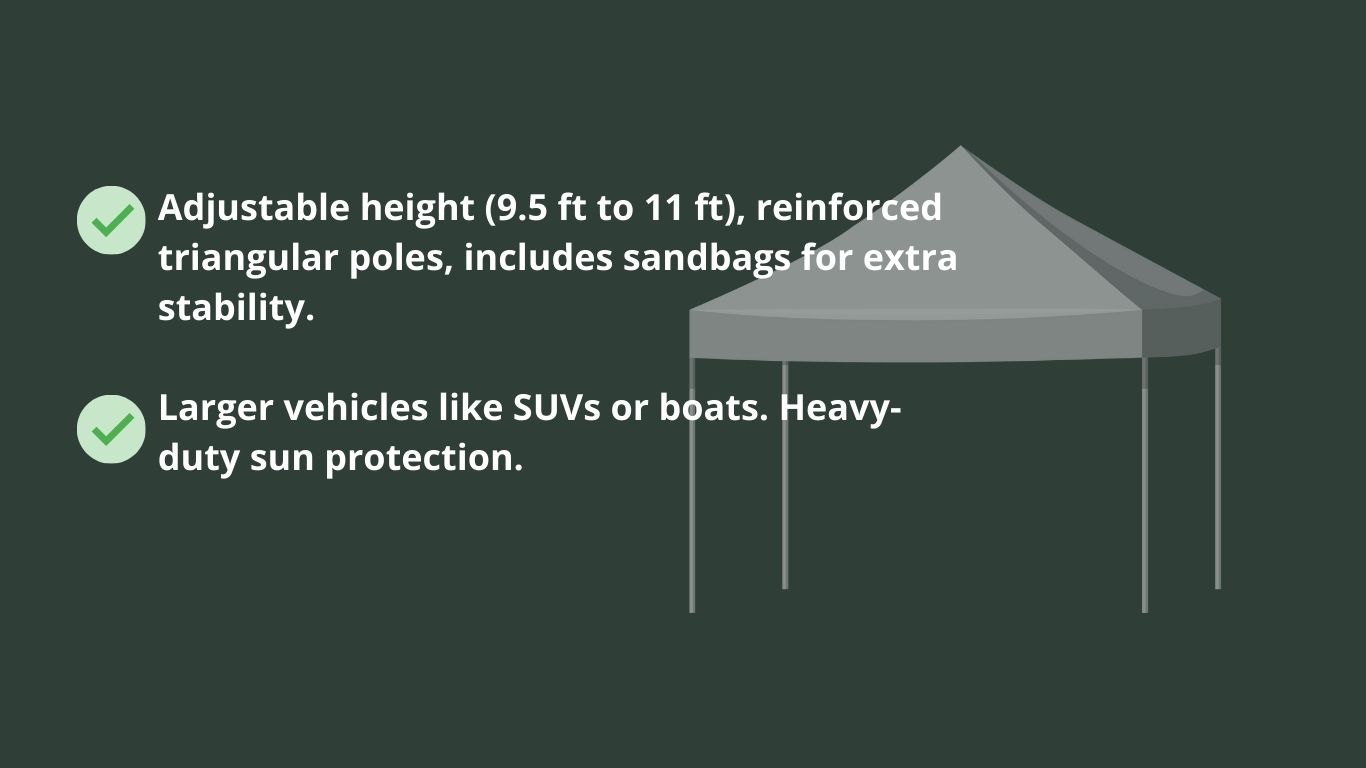 Adjustable height (9.5 ft to 11 ft), reinforced
triangular poles, includes sandbags for extra
stability.
Larger vehicles like SUVs or boats. Heavy-
duty sun protection.